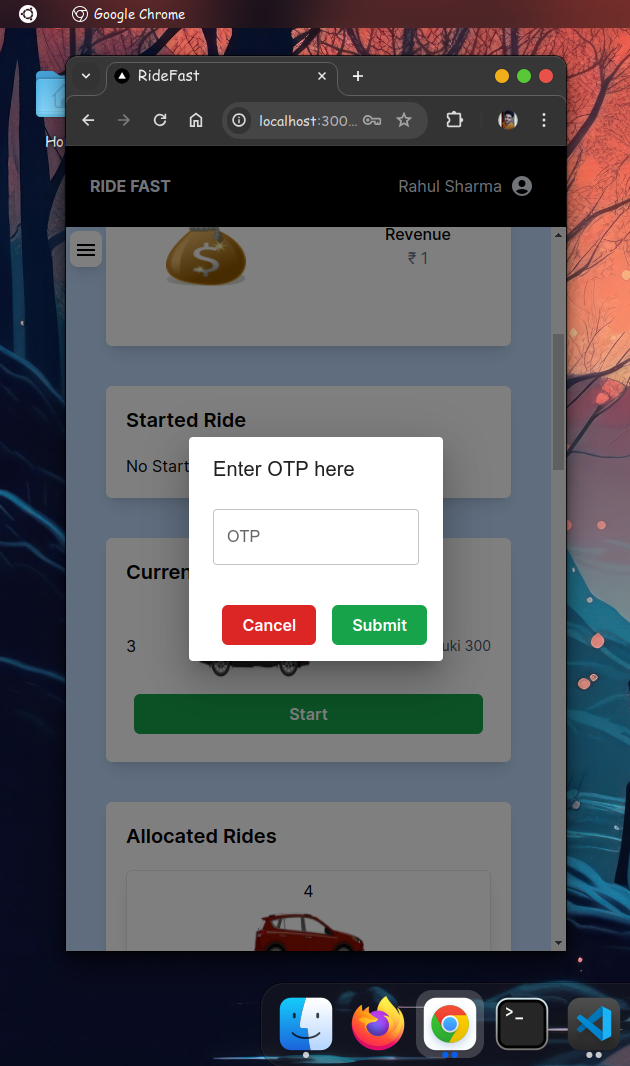 Google Chrome
RideFast
localhost:300...
Ho
RIDE FAST
Rahul Sharma
$
Revenue
₹ 1
Started Ride
No Start
Enter OTP here
OTP
Curren
Cancel
Submit
3
uki 300
Start
Allocated Rides
4
>_